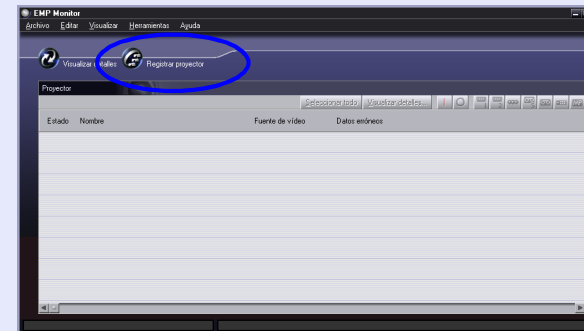 EMP Monitor
Archivo Editar Visualizar Herramientas Ayuda
Visualizar detalles Registrar proyector
Proyector
Seleccionar todo Visualizar detalles...
Estado Nombre Fuente de vídeo Datos erróneos